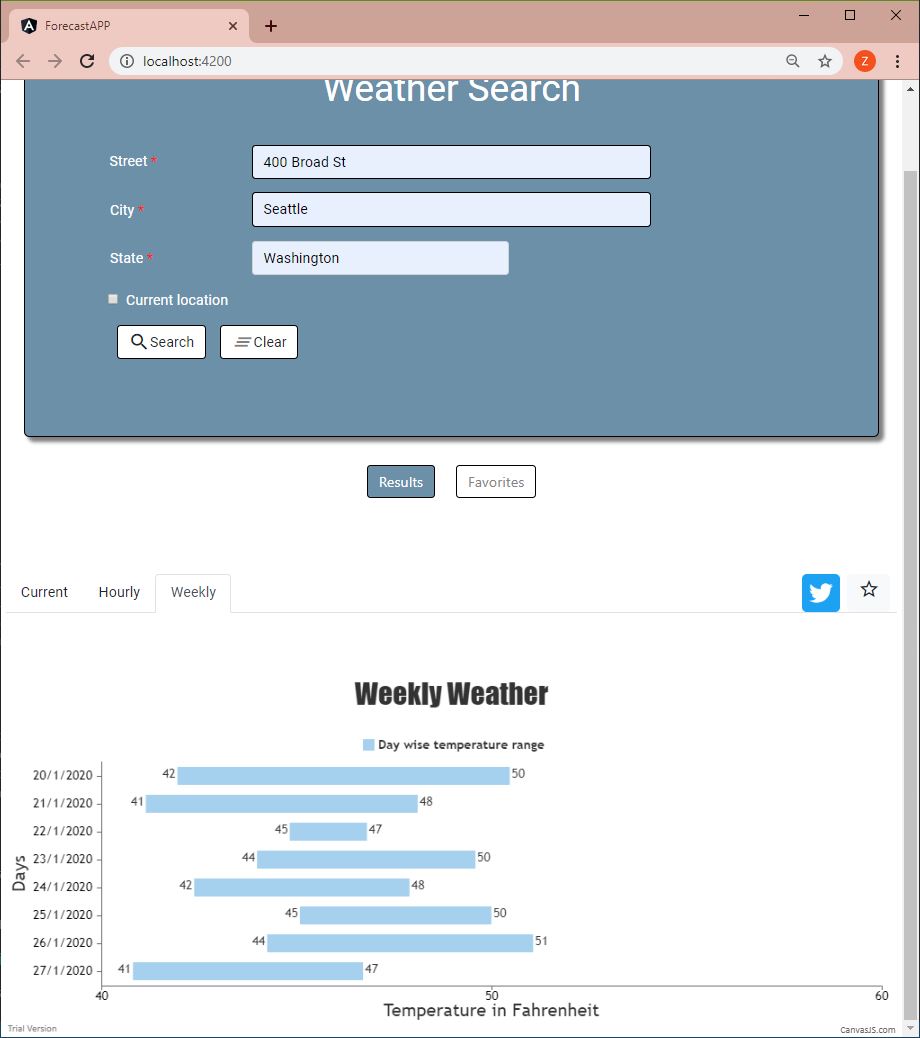 ForecastAPP
localhost:4200
Z
Weather Search
Street *
400 Broad St
City *
Seattle
State *
Washington
Current location
Search
Clear
Results
Favorites
Current
Hourly
Weekly
Weekly Weather
Day wise temperature range
Days
20/1/2020 42 50
21/1/2020 41 48
22/1/2020 45 47
23/1/2020 44 50
24/1/2020 42 48
25/1/2020 45 50
26/1/2020 44 51
27/1/2020 41 47
40 50 60
Temperature in Fahrenheit
Trial Version
CanvasJS.com